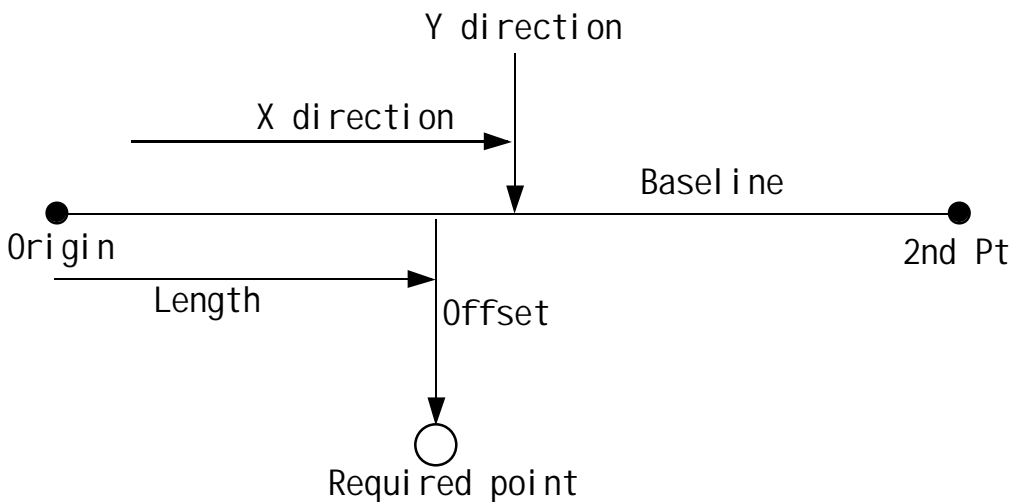 Y direction
X direction
Baseline
Origin
2nd Pt
Length
Offset
Required point